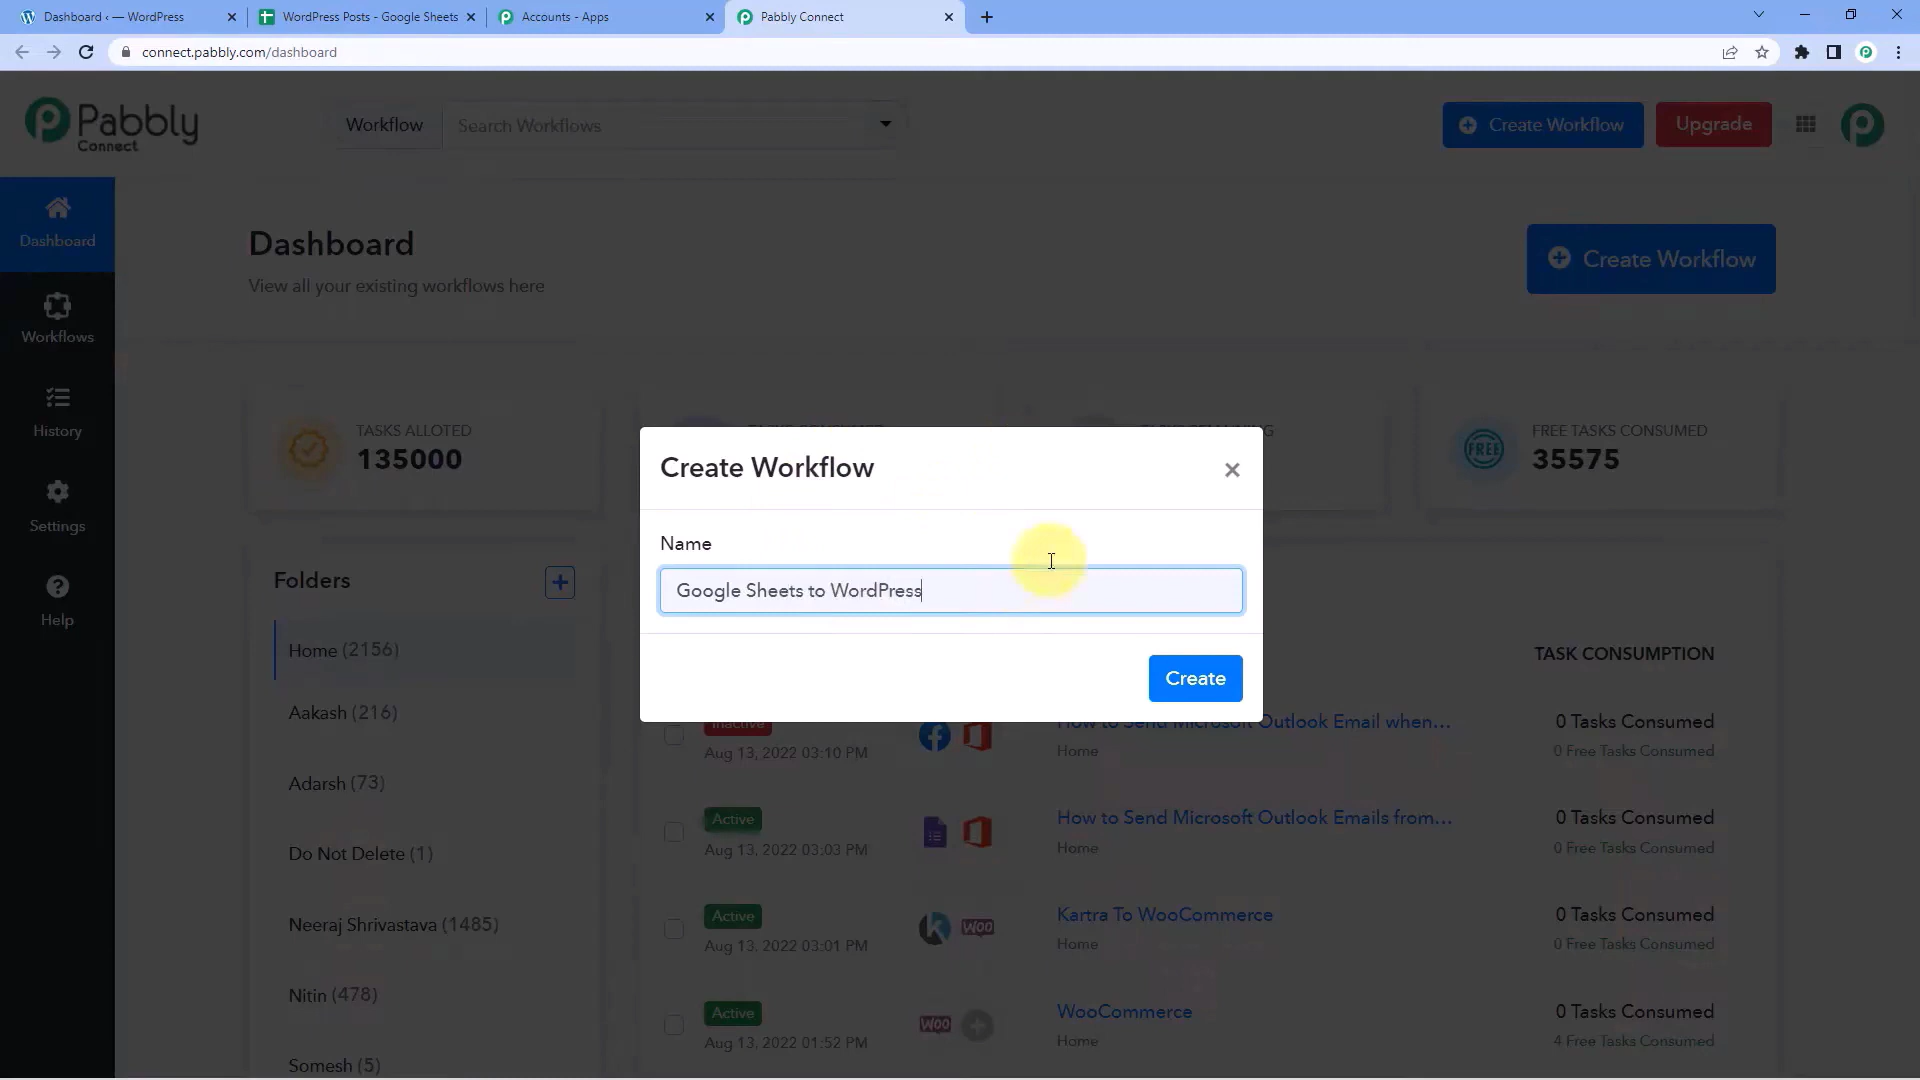 Dashboard ‹ — WordPress
WordPress Posts - Google Sheets
Accounts - Apps
Pabbly Connect
connect.pabbly.com/dashboard
Pabbly
Connect
Workflow
Search Workflows
Create Workflow
Upgrade
Dashboard
Workflows
History
Settings
Help
Dashboard
View all your existing workflows here
Create Workflow
TASKS ALLOTED
135000
FREE
FREE TASKS CONSUMED
35575
Create Workflow
Name
Google Sheets to WordPress
Create
Folders
Home (2156)
Aakash (216)
Adarsh (73)
Do Not Delete (1)
Neeraj Shrivastava (1485)
Nitin (478)
Somesh (5)
TASK CONSUMPTION
Inactive
Aug 13, 2022 03:10 PM
How to Send Microsoft Outlook Email when...
Home
0 Tasks Consumed
0 Free Tasks Consumed
Active
Aug 13, 2022 03:03 PM
How to Send Microsoft Outlook Emails from...
Home
0 Tasks Consumed
0 Free Tasks Consumed
Active
Aug 13, 2022 03:01 PM
Woo
Kartra To WooCommerce
Home
0 Tasks Consumed
0 Free Tasks Consumed
Active
Aug 13, 2022 01:52 PM
Woo
WooCommerce
Home
0 Tasks Consumed
4 Free Tasks Consumed